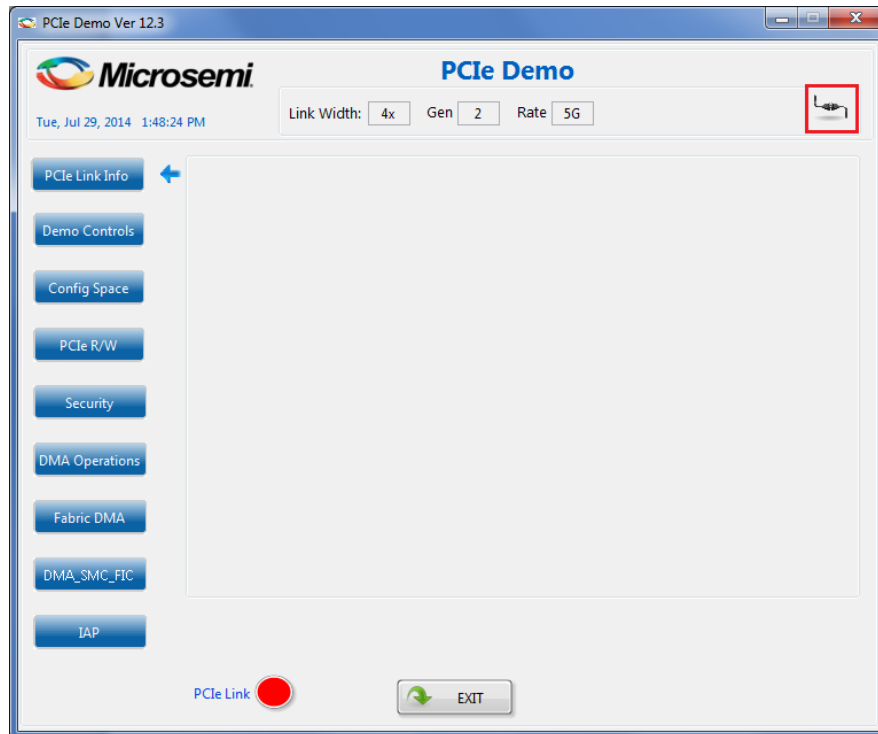 PCIe Demo Ver 12.3
Microsemi.
PCIe Demo
Tue, Jul 29, 2014 1:48:24 PM
Link Width: 4x Gen 2 Rate 5G
PCIe Link Info
Demo Controls
Config Space
PCIe R/W
Security
DMA Operations
Fabric DMA
DMA_SMC_FIC
IAP
PCIe Link
EXIT